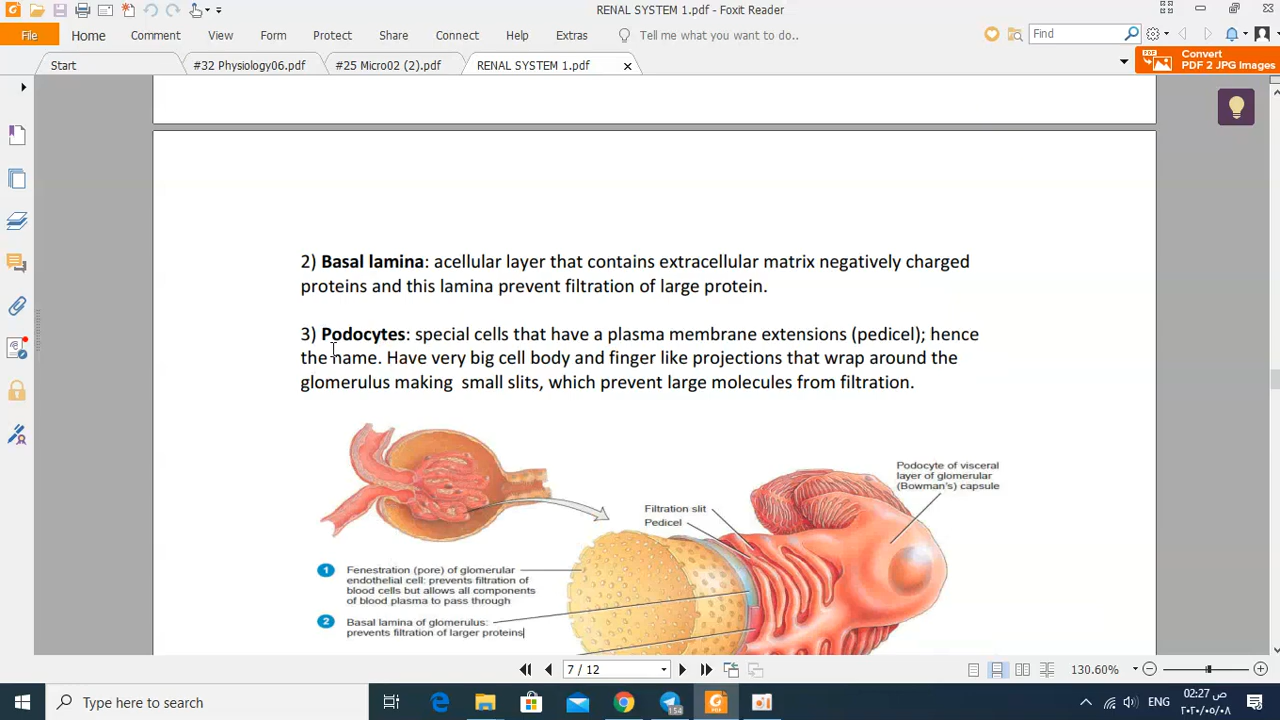 RENAL SYSTEM 1.pdf - Foxit Reader
File Home Comment View Form Protect Share Connect Help Extras Tell me what you want to do.. Find
Convert
PDF 2 JPG Images
Start #32 Physiology06.pdf #25 Micro02 (2).pdf RENAL SYSTEM 1.pdf
2) Basal lamina: acellular layer that contains extracellular matrix negatively charged
proteins and this lamina prevent filtration of large protein.
3) Podocytes: special cells that have a plasma membrane extensions (pedicel); hence
the name. Have very big cell body and finger like projections that wrap around the
glomerulus making small slits, which prevent large molecules from filtration.
Podocyte of visceral
layer of glomerular
(Bowman's) capsule
Filtration slit
Pedicel
1 Fenestration (pore) of glomerular
endothelial cell: prevents filtration of
blood cells but allows all components
of blood plasma to pass through
2 Basal lamina of glomerulus:
prevents filtration of larger proteins
7 / 12 130.60%
Type here to search
154
PDF
ENG
02:27 ص
٢٠٢٠/٠٥/٠٨